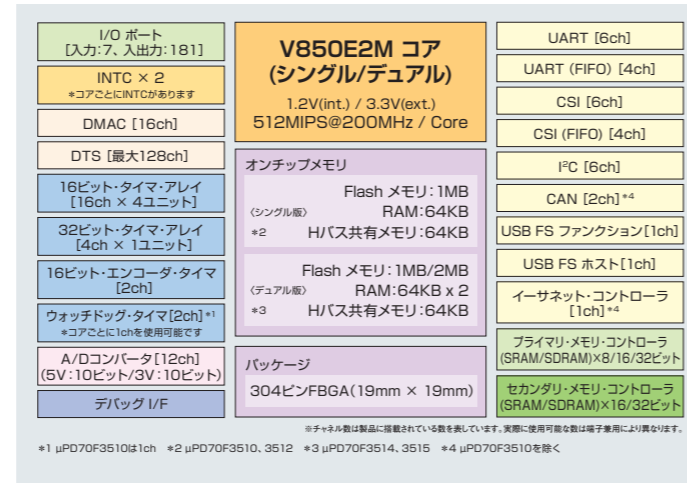 I/O ポート
[入力:7、入出力:181]
INTC × 2
*コアごとにINTCがあります
DMAC [16ch]
DTS [最大128ch]
16ビット・タイマ・アレイ
[16ch × 4ユニット]
32ビット・タイマ・アレイ
[4ch × 1ユニット]
16ビット・エンコーダ・タイマ
[2ch]
ウォッチドッグ・タイマ[2ch]*1
*コアごとに1chを使用可能です
A/Dコンバータ[12ch]
(5V:10ビット/3V:10ビット)
デバッグ I/F
V850E2M コア
(シングル/デュアル)
1.2V(int.) / 3.3V(ext.)
512MIPS@200MHz / Core
オンチップメモリ
Flash メモリ:1MB
〈シングル版〉 RAM:64KB
*2 Hバス共有メモリ:64KB
Flash メモリ:1MB/2MB
〈デュアル版〉 RAM:64KB x 2
*3 Hバス共有メモリ:64KB
パッケージ
304ピンFBGA(19mm × 19mm)
UART [6ch]
UART (FIFO) [4ch]
CSI [6ch]
CSI (FIFO) [4ch]
I²C [6ch]
CAN [2ch]*4
USB FS ファンクション[1ch]
USB FS ホスト[1ch]
イーサネット・コントローラ
[1ch]*4
プライマリ・メモリ・コントローラ
(SRAM/SDRAM)×8/16/32ビット
セカンダリ・メモリ・コントローラ
(SRAM/SDRAM)×16/32ビット
※チャネル数は製品に搭載されている数を表しています。実際に使用可能な数は端子兼用により異なります。
*1 μPD70F3510は1ch *2 μPD70F3510、3512 *3 μPD70F3514、3515 *4 μPD70F3510を除く